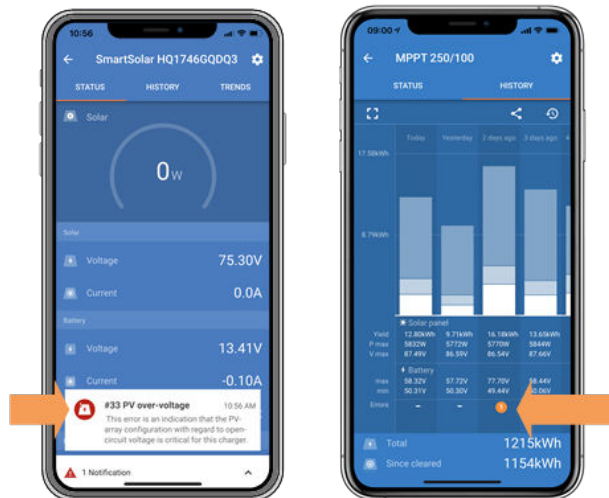 10:56
SmartSolar HQ1746GQDQ3
STATUS HISTORY TRENDS
Solar
0W
Solar
Voltage 75.30V
Current 0.0A
Battery
Voltage 13.41V
Current -0.10A
#33 PV over-voltage 10:56 AM
This error is an indication that the PV-
array configuration with regard to open-
circuit voltage is critical for this charger.
1 Notification
09:00
MPPT 250/100
STATUS HISTORY
Today Yesterday 2 days ago 3 days ago
17.58kWh
8.79kWh
Solar panel
Yield 12.80kWh 9.71kWh 16.18kWh 13.65kWh
P max 5832W 5772W 5770W 5844W
V max 87.49V 86.59V 86.54V 87.66V
Battery
max 58.32V 57.72V 77.70V 58.44V
min 50.31V 50.30V 49.44V
Errors - - 1
Total 1215kWh
Since cleared 1154kWh